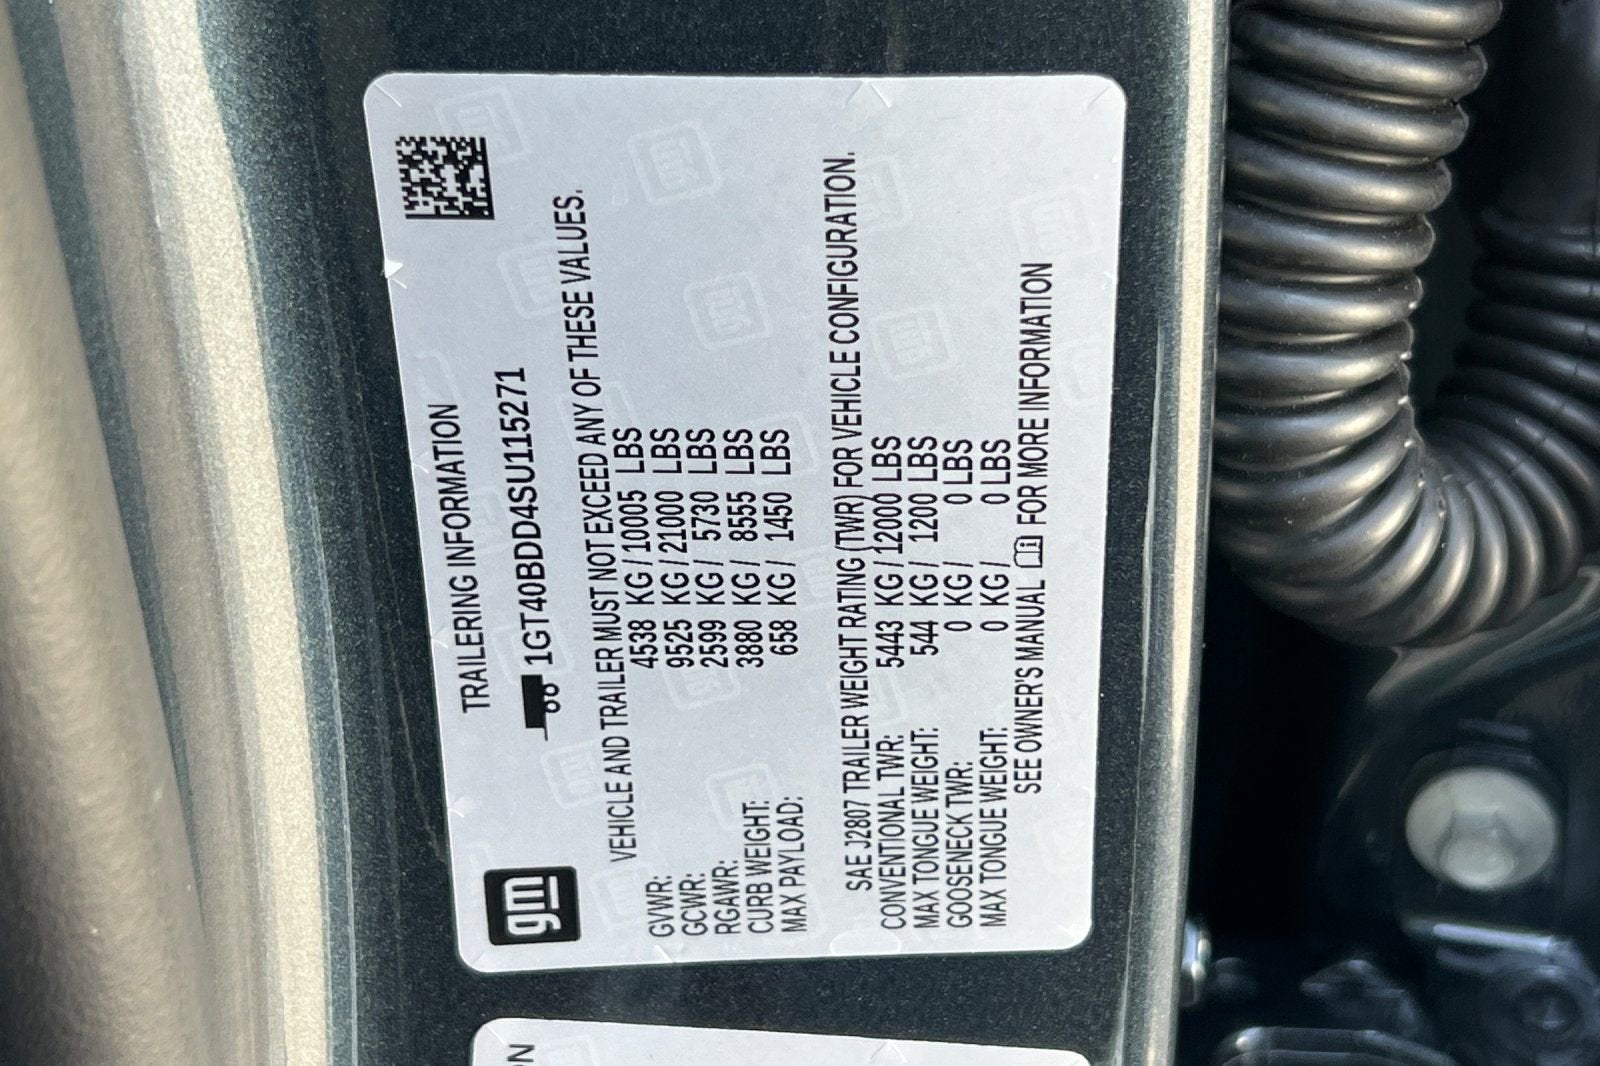 TRAILERING INFORMATION
gm 1GT40BDD4SU115271
VEHICLE AND TRAILER MUST NOT EXCEED ANY OF THESE VALUES.
GVWR: 4538 KG / 10005 LBS
GCWR: 9525 KG / 21000 LBS
RGAWR: 2599 KG / 5730 LBS
CURB WEIGHT: 3880 KG / 8555 LBS
MAX PAYLOAD: 658 KG / 1450 LBS
SAE J2807 TRAILER WEIGHT RATING (TWR) FOR VEHICLE CONFIGURATION.
CONVENTIONAL TWR: 5443 KG / 12000 LBS
MAX TONGUE WEIGHT: 544 KG / 1200 LBS
GOOSENECK TWR: 0 KG / 0 LBS
MAX TONGUE WEIGHT: 0 KG / 0 LBS
SEE OWNER'S MANUAL FOR MORE INFORMATION